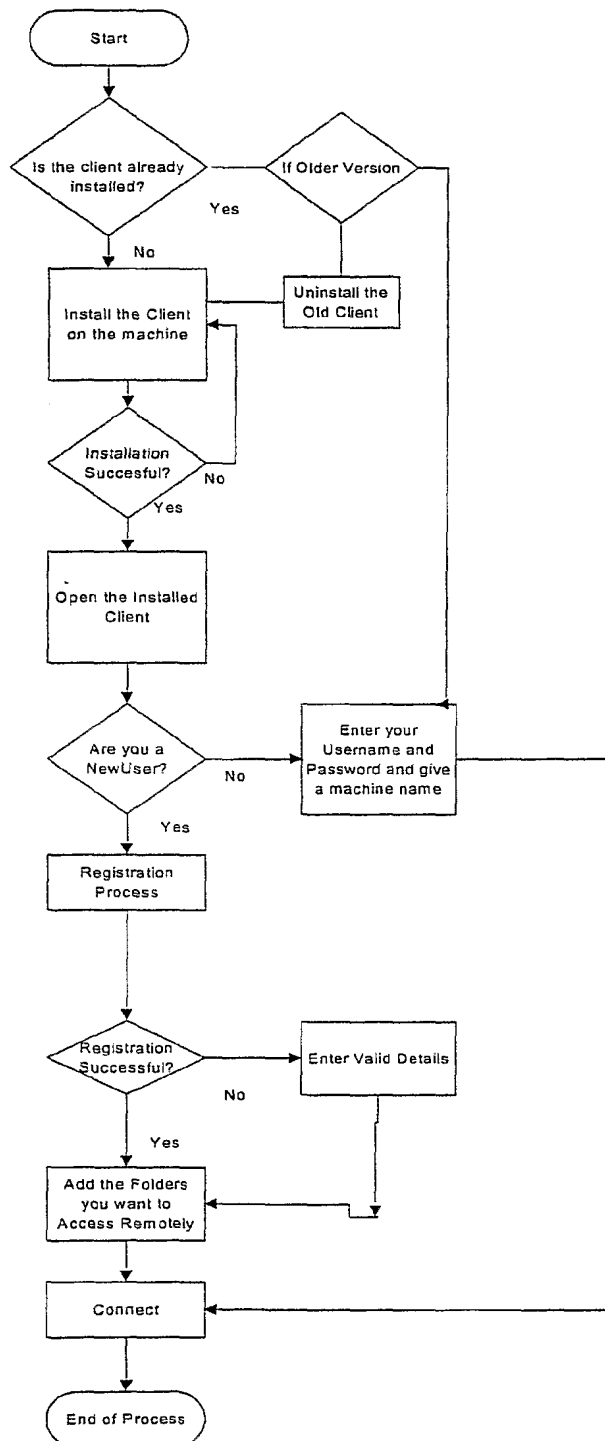 Start
Is the client already
installed?
If Older Version
Yes
No
Install the Client
on the machine
Uninstall the
Old Client
Installation
Succesful?
No
Yes
Open the Installed
Client
Are you a
NewUser?
No
Enter your
Username and
Password and give
a machine name
Yes
Registration
Process
Registration
Successful?
Enter Valid Details
No
Yes
Add the Folders
you want to
Access Remotely
Connect
End of Process